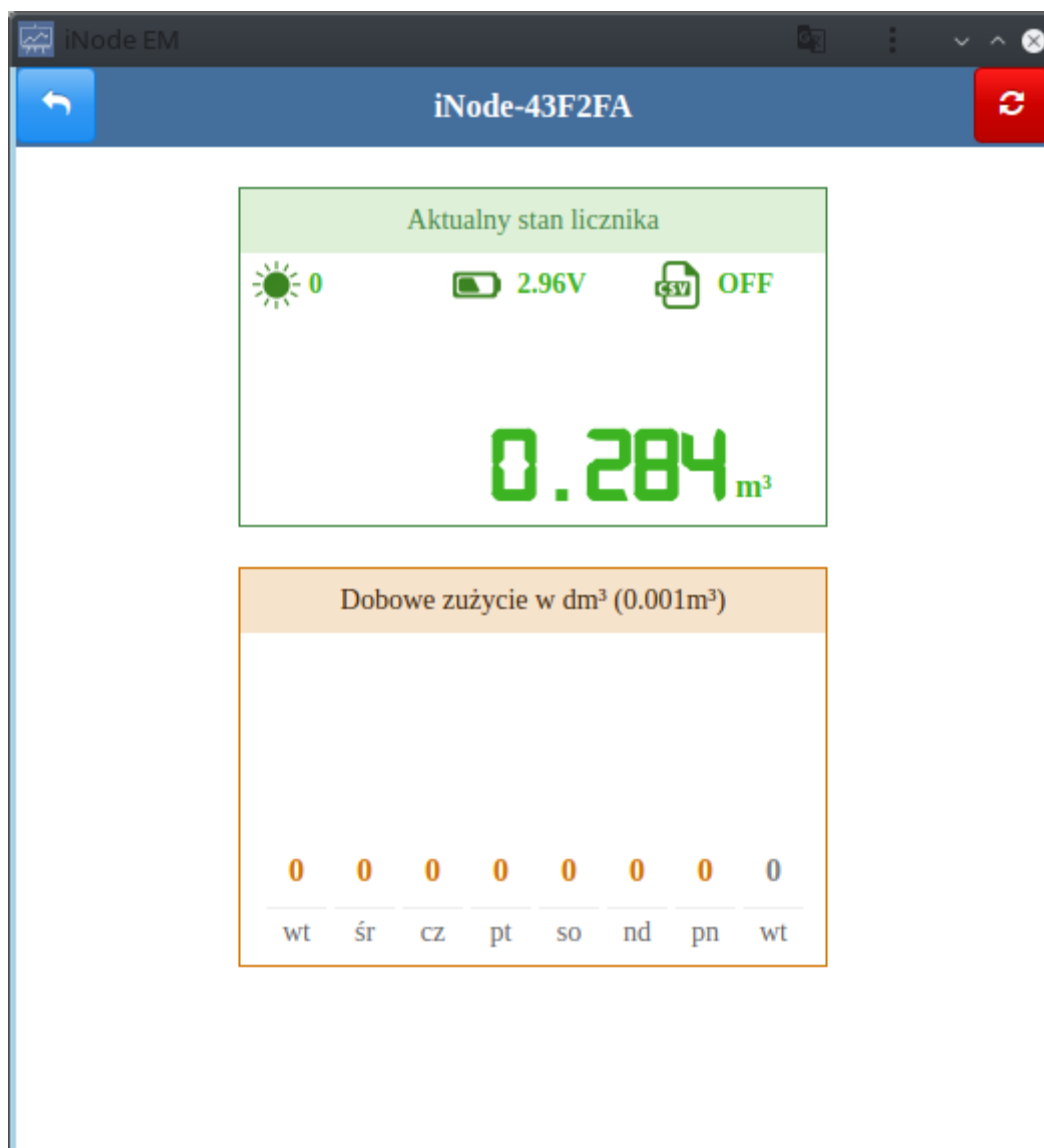 iNode EM
iNode-43F2FA
Aktualny stan licznika
0 2.96V CSV OFF
0.284 m³
Dobowe zużycie w dm³ (0.001m³)
0 0 0 0 0 0 0 0
wt śr cz pt so nd pn wt